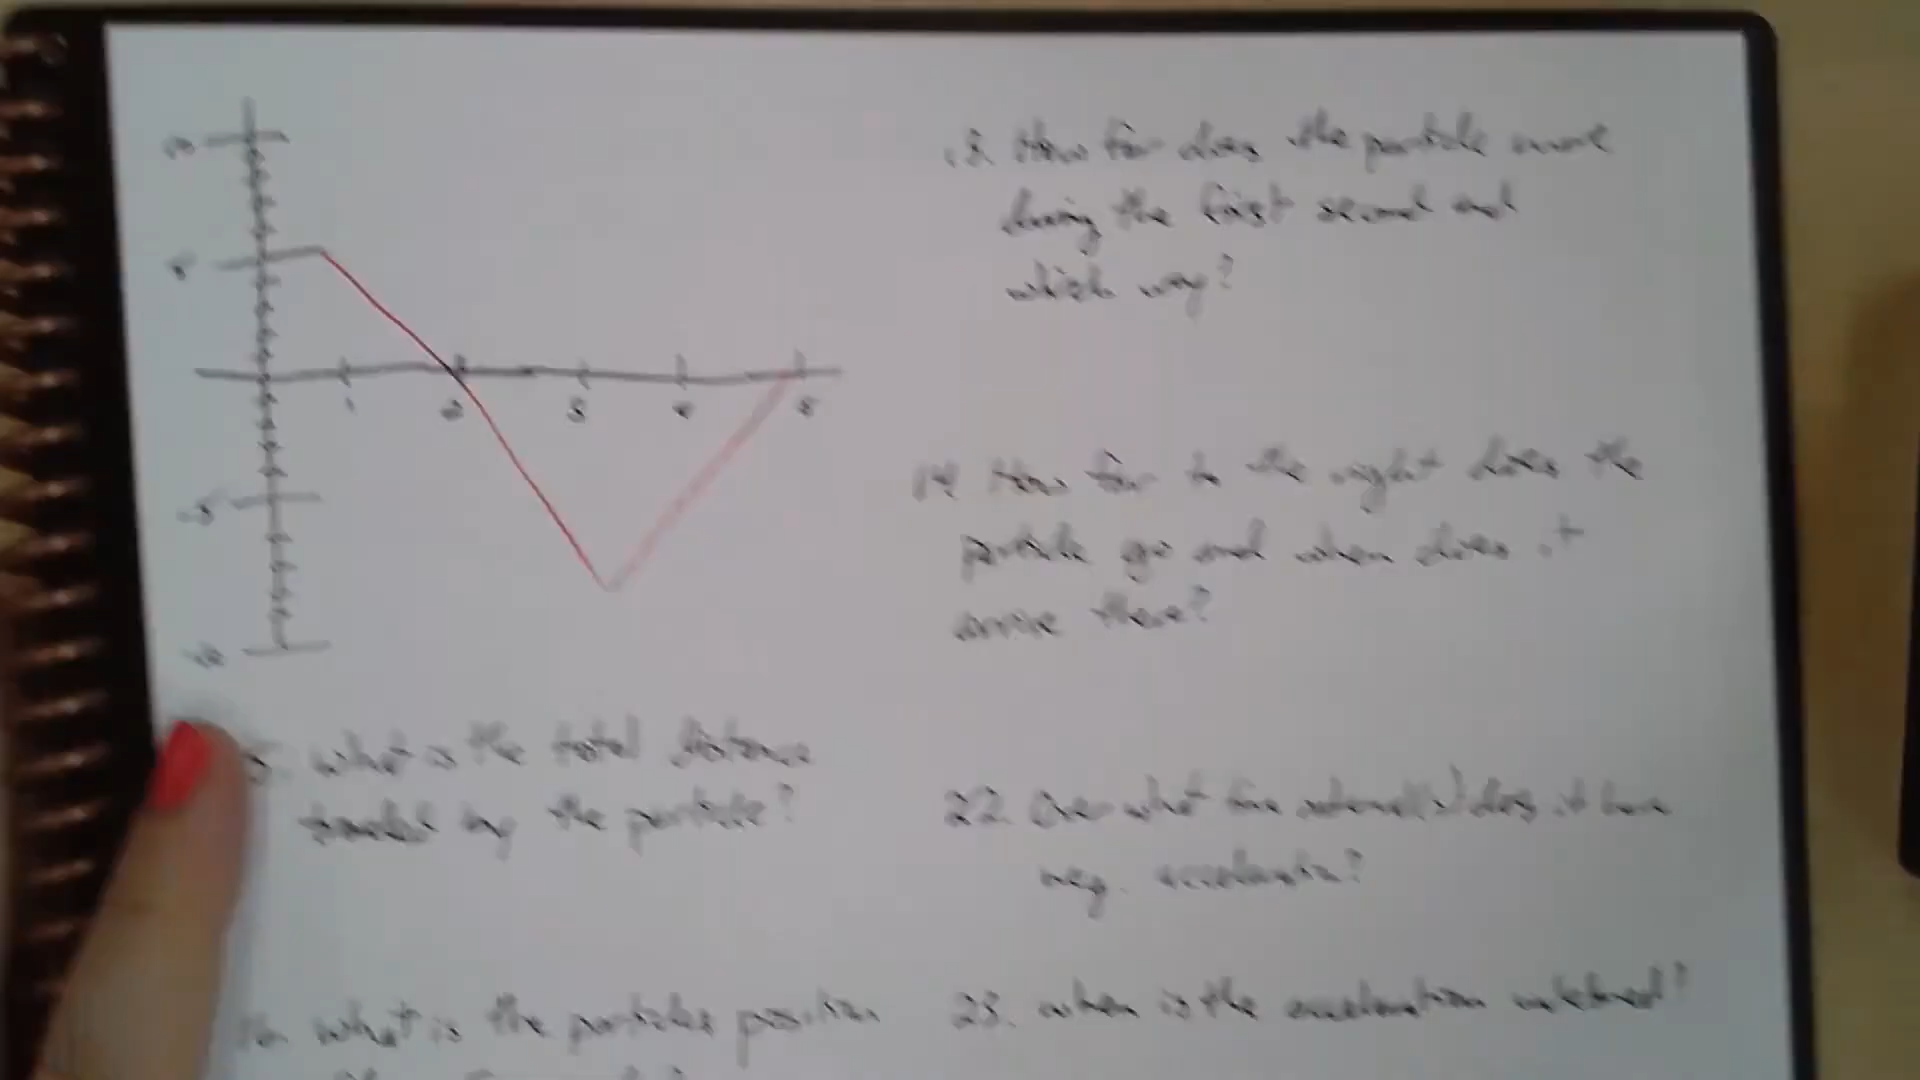 5
1
2
3
4
5
-5
13. How far does the particle move
during the first second and
which way?
14 How far to the right does the
particle go and when does it
arrive there?
5. what is the total distance
traveled by the particle?
22. Over what time interval(s) does it have
neg. acceleration?
16. what is the particles position
23. when is the acceleration undefined?